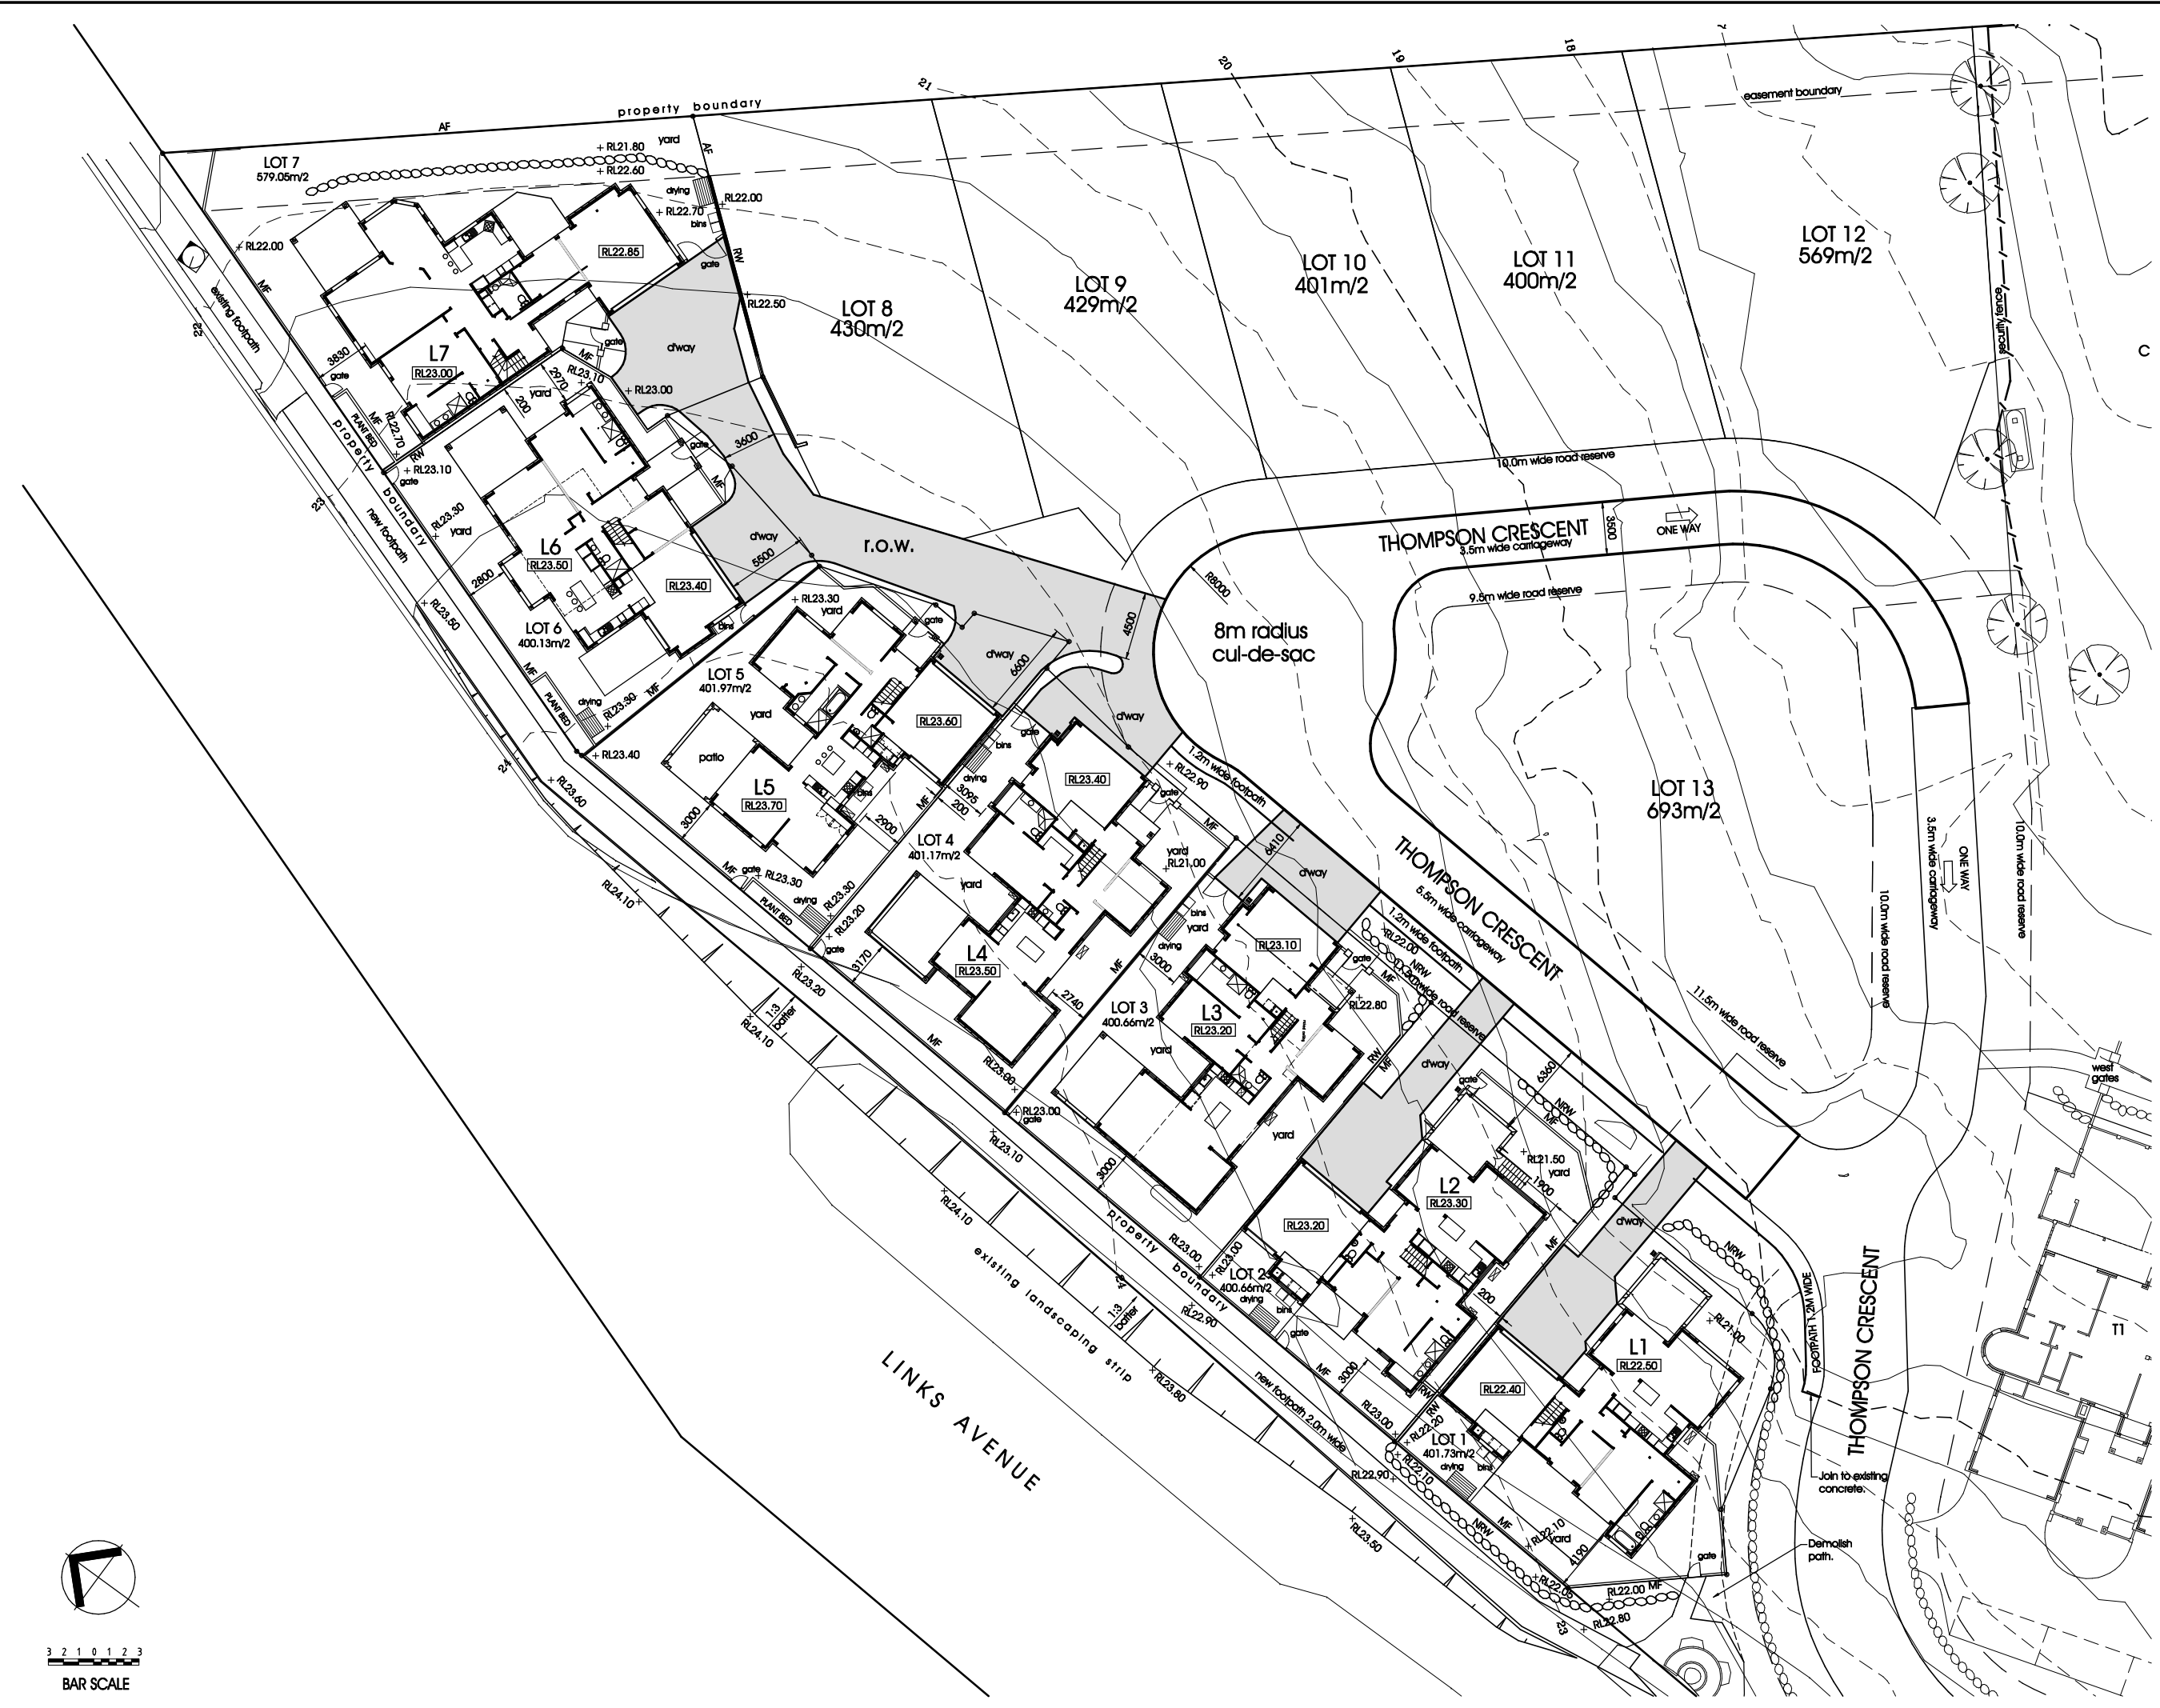 property boundary
AF
LOT 7
579.05m/2
+ RL21.80
yard
+ RL22.60
AF
drying
RL22.00
+ RL22.70
bins
+ RL22.00
RL22.85
gate
RW
MF
existing footpath
22
RL22.50
LOT 8
430m/2
21
20
19
18
LOT 9
429m/2
LOT 10
401m/2
LOT 11
400m/2
LOT 12
569m/2
easement boundary
security fence
C
3830
gate
L7
RL23.00
MF
gate
d'way
RL23.10
2970
yard
200
+ RL23.00
PLANT BED
MF
RL22.70
RW
+ RL23.10
gate
property boundary
new footpath
23
RL23.30
yard
gate
3600
MF
L6
RL23.50
d'way
5500
r.o.w.
2800
RL23.40
RL23.50
LOT 6
400.13m/2
bins
+ RL23.30
yard
gate
MF
PLANT BED
drying
RL23.30
MF
24
+ RL23.40
RL23.60
10.0m wide road reserve
THOMPSON CRESCENT
3.5m wide carriageway
3500
ONE WAY
R8000
9.5m wide road reserve
8m radius
cul-de-sac
4500
d'way
6600
LOT 5
401.97m/2
yard
patio
RL23.60
L5
RL23.70
bins
3000
2900
gate
bins
drying
3095
200
MF
d'way
RL23.40
1.2m wide footpath
RL22.90
gate
MF
LOT 13
693m/2
3.5m wide carriageway
ONE WAY
10.0m wide road reserve
10.0m wide road reserve
11.5m wide road reserve
LOT 4
401.17m/2
yard
yard
RL21.00
6410
d'way
THOMPSON CRESCENT
5.5m wide carriageway
1.2m wide footpath
MF
gate
RL23.30
PLANT BED
drying
RL23.30
RL23.20
gate
3170
L4
RL23.50
RL24.10
RL23.20
1:3
batter
RL24.10
MF
2740
RL23.00
bins
yard
drying
3000
MF
RL23.10
RL22.00
NRW
gate
MF
RL22.80
LOT 3
400.66m/2
L3
RL23.20
yard
RW
MF
d'way
+ RL23.00
gate
RL23.10
3000
yard
gate
6360
NRW
MF
RL21.50
yard
1900
L2
RL23.30
d'way
west
gates
RL24.10
property boundary
RL23.20
RL23.00
RL23.00
LOT 2
400.66m/2
drying
bins
gate
MF
200
NRW
RL21.00
FOOTPATH 1.2M WIDE
THOMPSON CRESCENT
T1
existing landscaping strip
24
1:3
batter
RL22.90
RL23.80
LINKS AVENUE
new footpath 2.0m wide
MF
3000
RL23.00
RW
RW
RL22.20
RL22.40
L1
RL22.50
LOT 1
401.73m/2
drying
bins
RL22.10
RL22.90
NRW
MF
RL22.10
yard
4190
RL23.50
RL22.05
RL22.00 MF
RL22.80
23
gate
Join to existing
concrete.
Demolish
path.
3 2 1 0 1 2 3
BAR SCALE